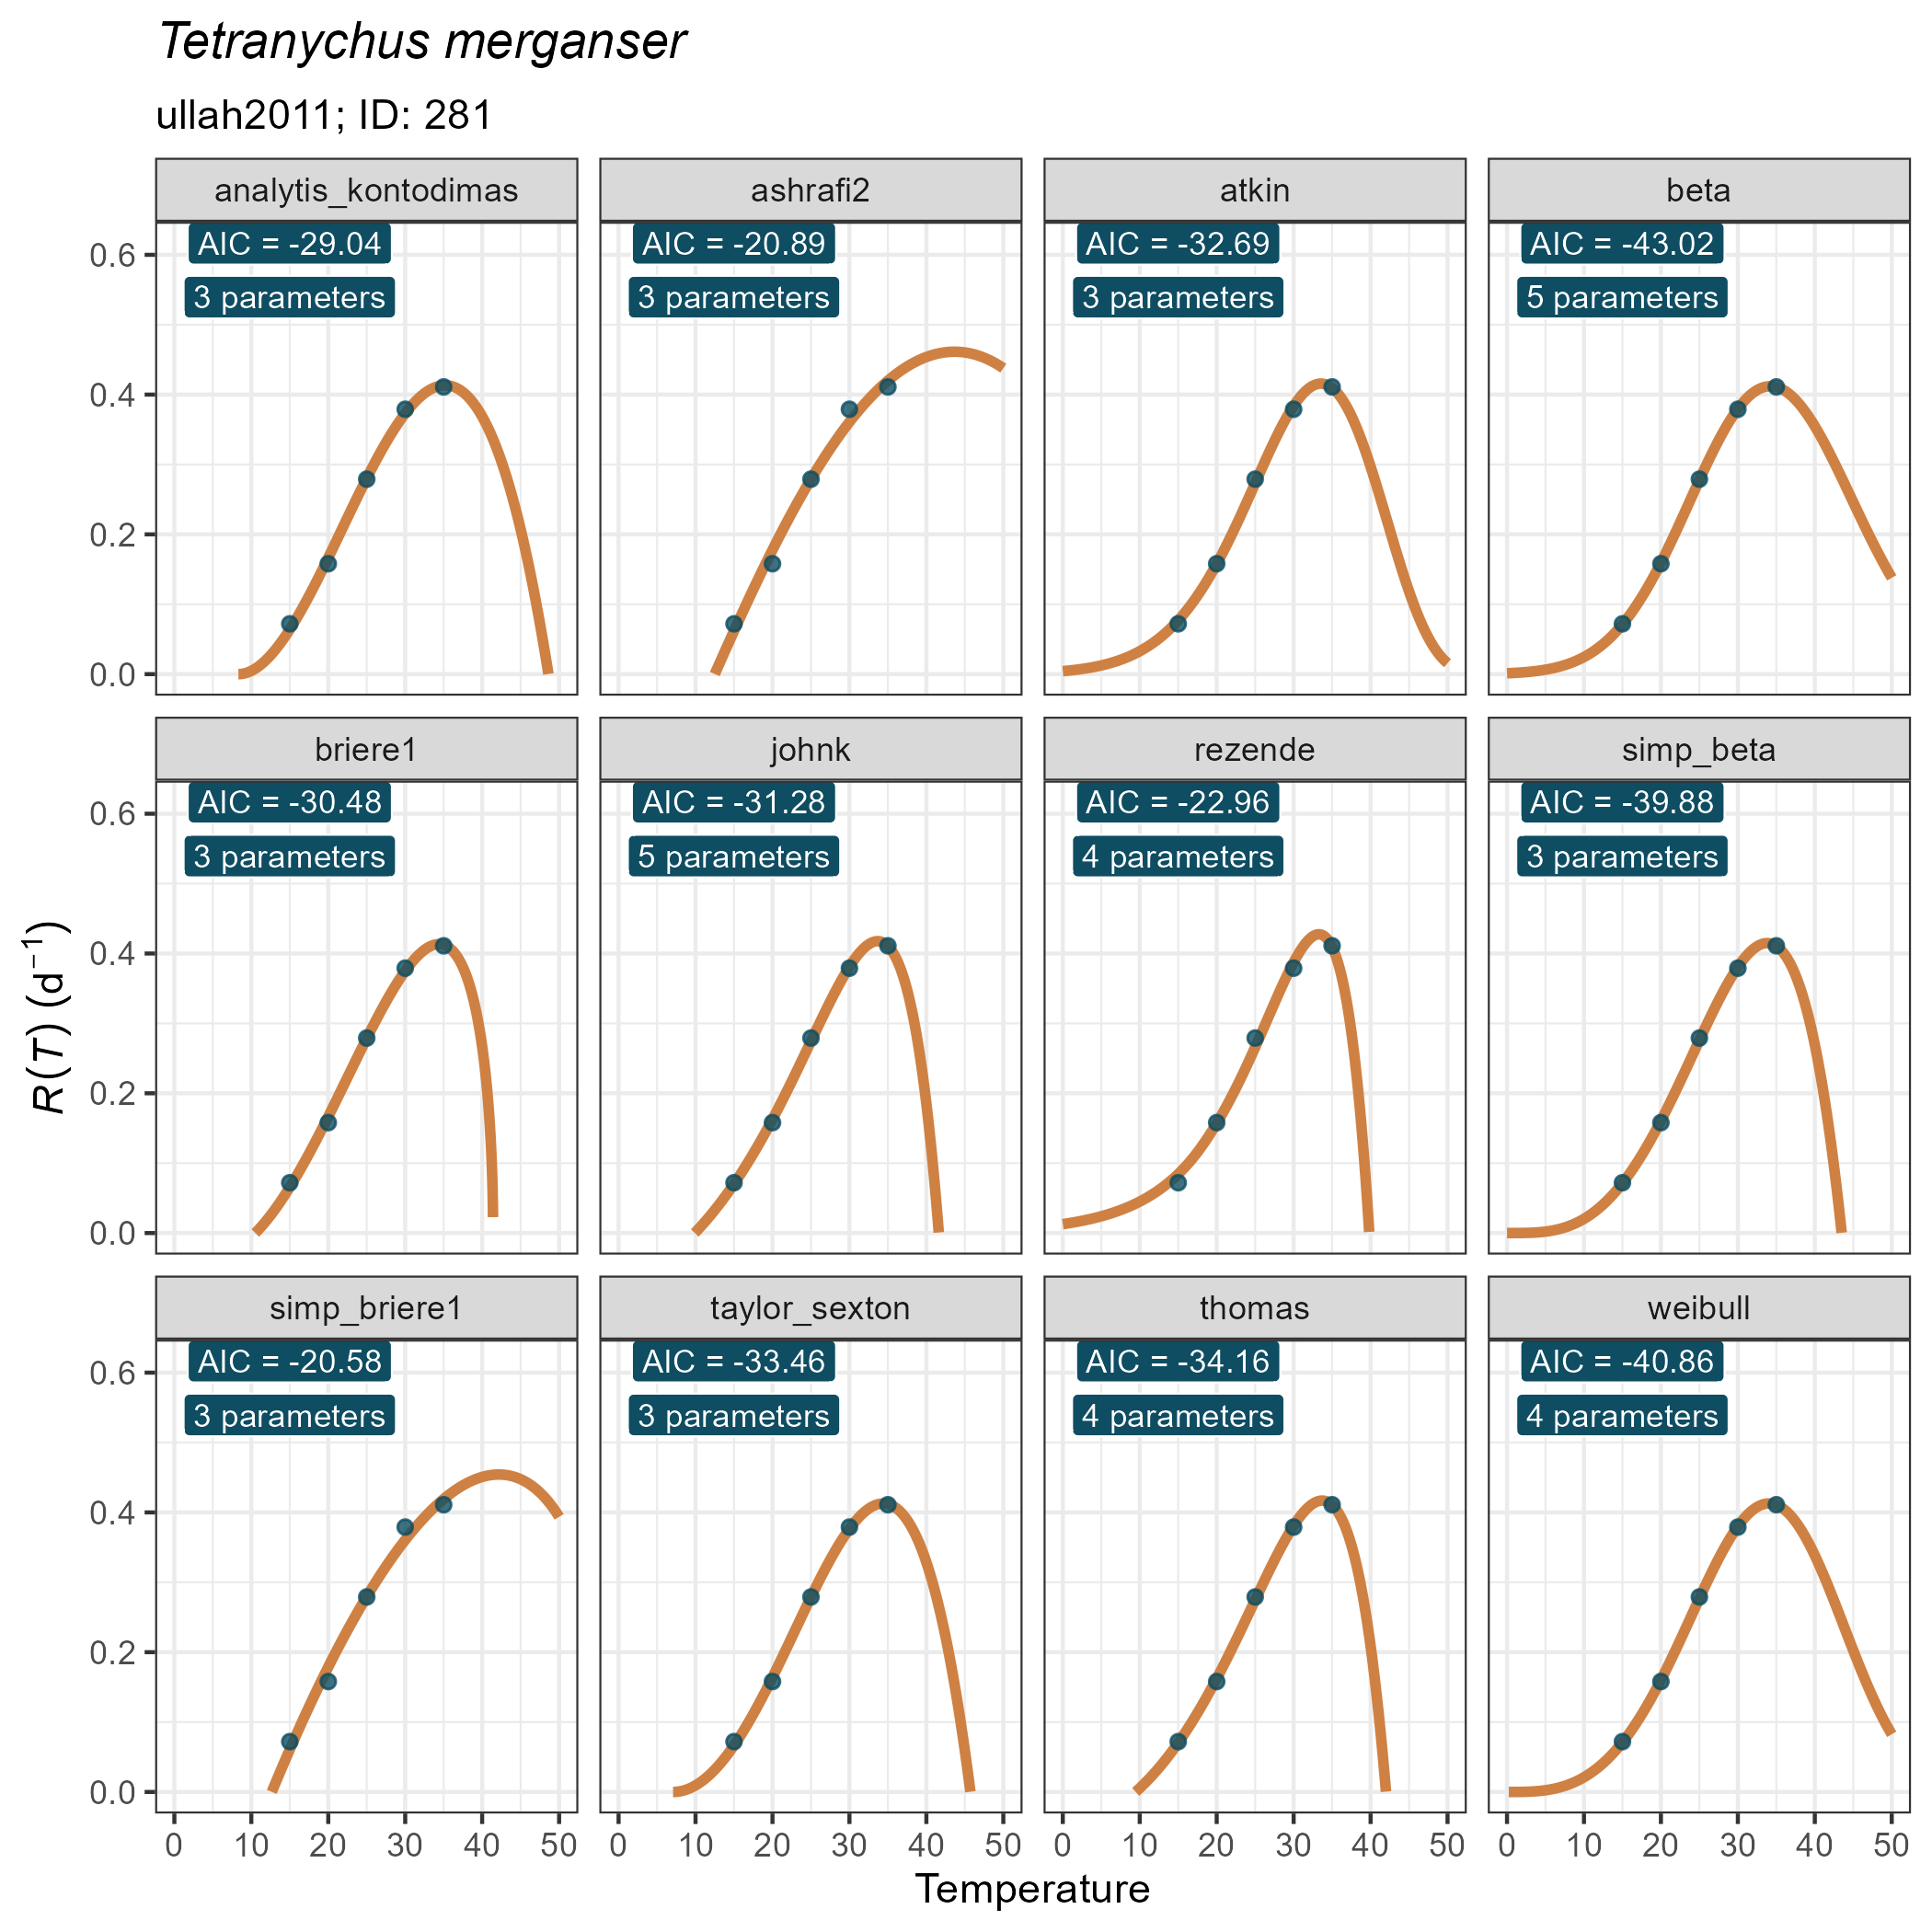 Tetranychus merganser
ullah2011; ID: 281
analytis_kontodimas
ashrafi2
atkin
beta
AIC = -29.04
3 parameters
AIC = -20.89
3 parameters
AIC = -32.69
3 parameters
AIC = -43.02
5 parameters
0.6
0.4
0.2
0.0
briere1
johnk
rezende
simp_beta
AIC = -30.48
3 parameters
AIC = -31.28
5 parameters
AIC = -22.96
4 parameters
AIC = -39.88
3 parameters
0.6
0.4
0.2
0.0
R(T) (d⁻¹)
simp_briere1
taylor_sexton
thomas
weibull
AIC = -20.58
3 parameters
AIC = -33.46
3 parameters
AIC = -34.16
4 parameters
AIC = -40.86
4 parameters
0.6
0.4
0.2
0.0
0 10 20 30 40 50
0 10 20 30 40 50
0 10 20 30 40 50
0 10 20 30 40 50
Temperature